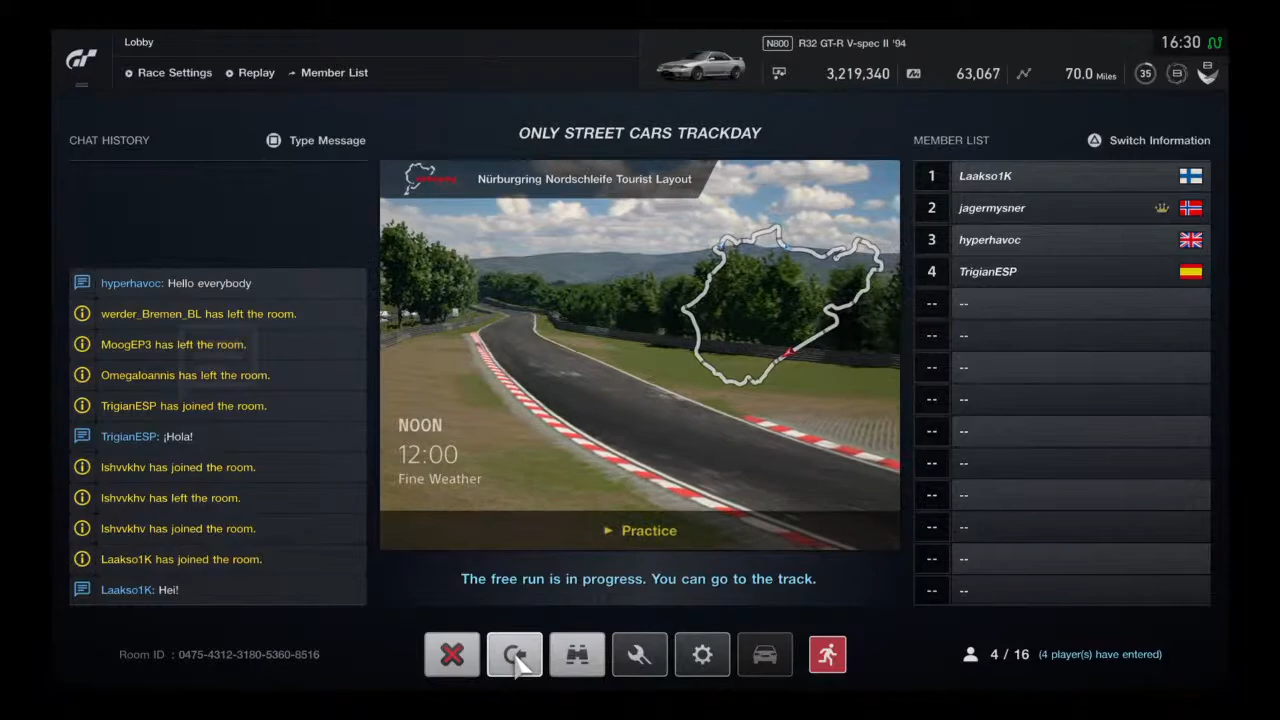 Lobby
Race Settings Replay Member List
N800 R32 GT-R V-spec II '94
3,219,340 63,067 70.0 Miles 35 B B
16:30
ONLY STREET CARS TRACKDAY
CHAT HISTORY Type Message
hyperhavoc: Hello everybody
werder_Bremen_BL has left the room.
MoogEP3 has left the room.
Omegaloannis has left the room.
TrigianESP has joined the room.
TrigianESP: ¡Hola!
Ishvvkhv has joined the room.
Ishvvkhv has left the room.
Ishvvkhv has joined the room.
Laakso1K has joined the room.
Laakso1K: Hei!
Nürburgring Nordschleife Tourist Layout
NOON
12:00
Fine Weather
Practice
The free run is in progress. You can go to the track.
MEMBER LIST Switch Information
1 Laakso1K
2 jagermysner
3 hyperhavoc
4 TrigianESP
-- --
-- --
-- --
-- --
-- --
-- --
-- --
-- --
-- --
-- --
Room ID : 0475-4312-3180-5360-8516
4 / 16 (4 player(s) have entered)